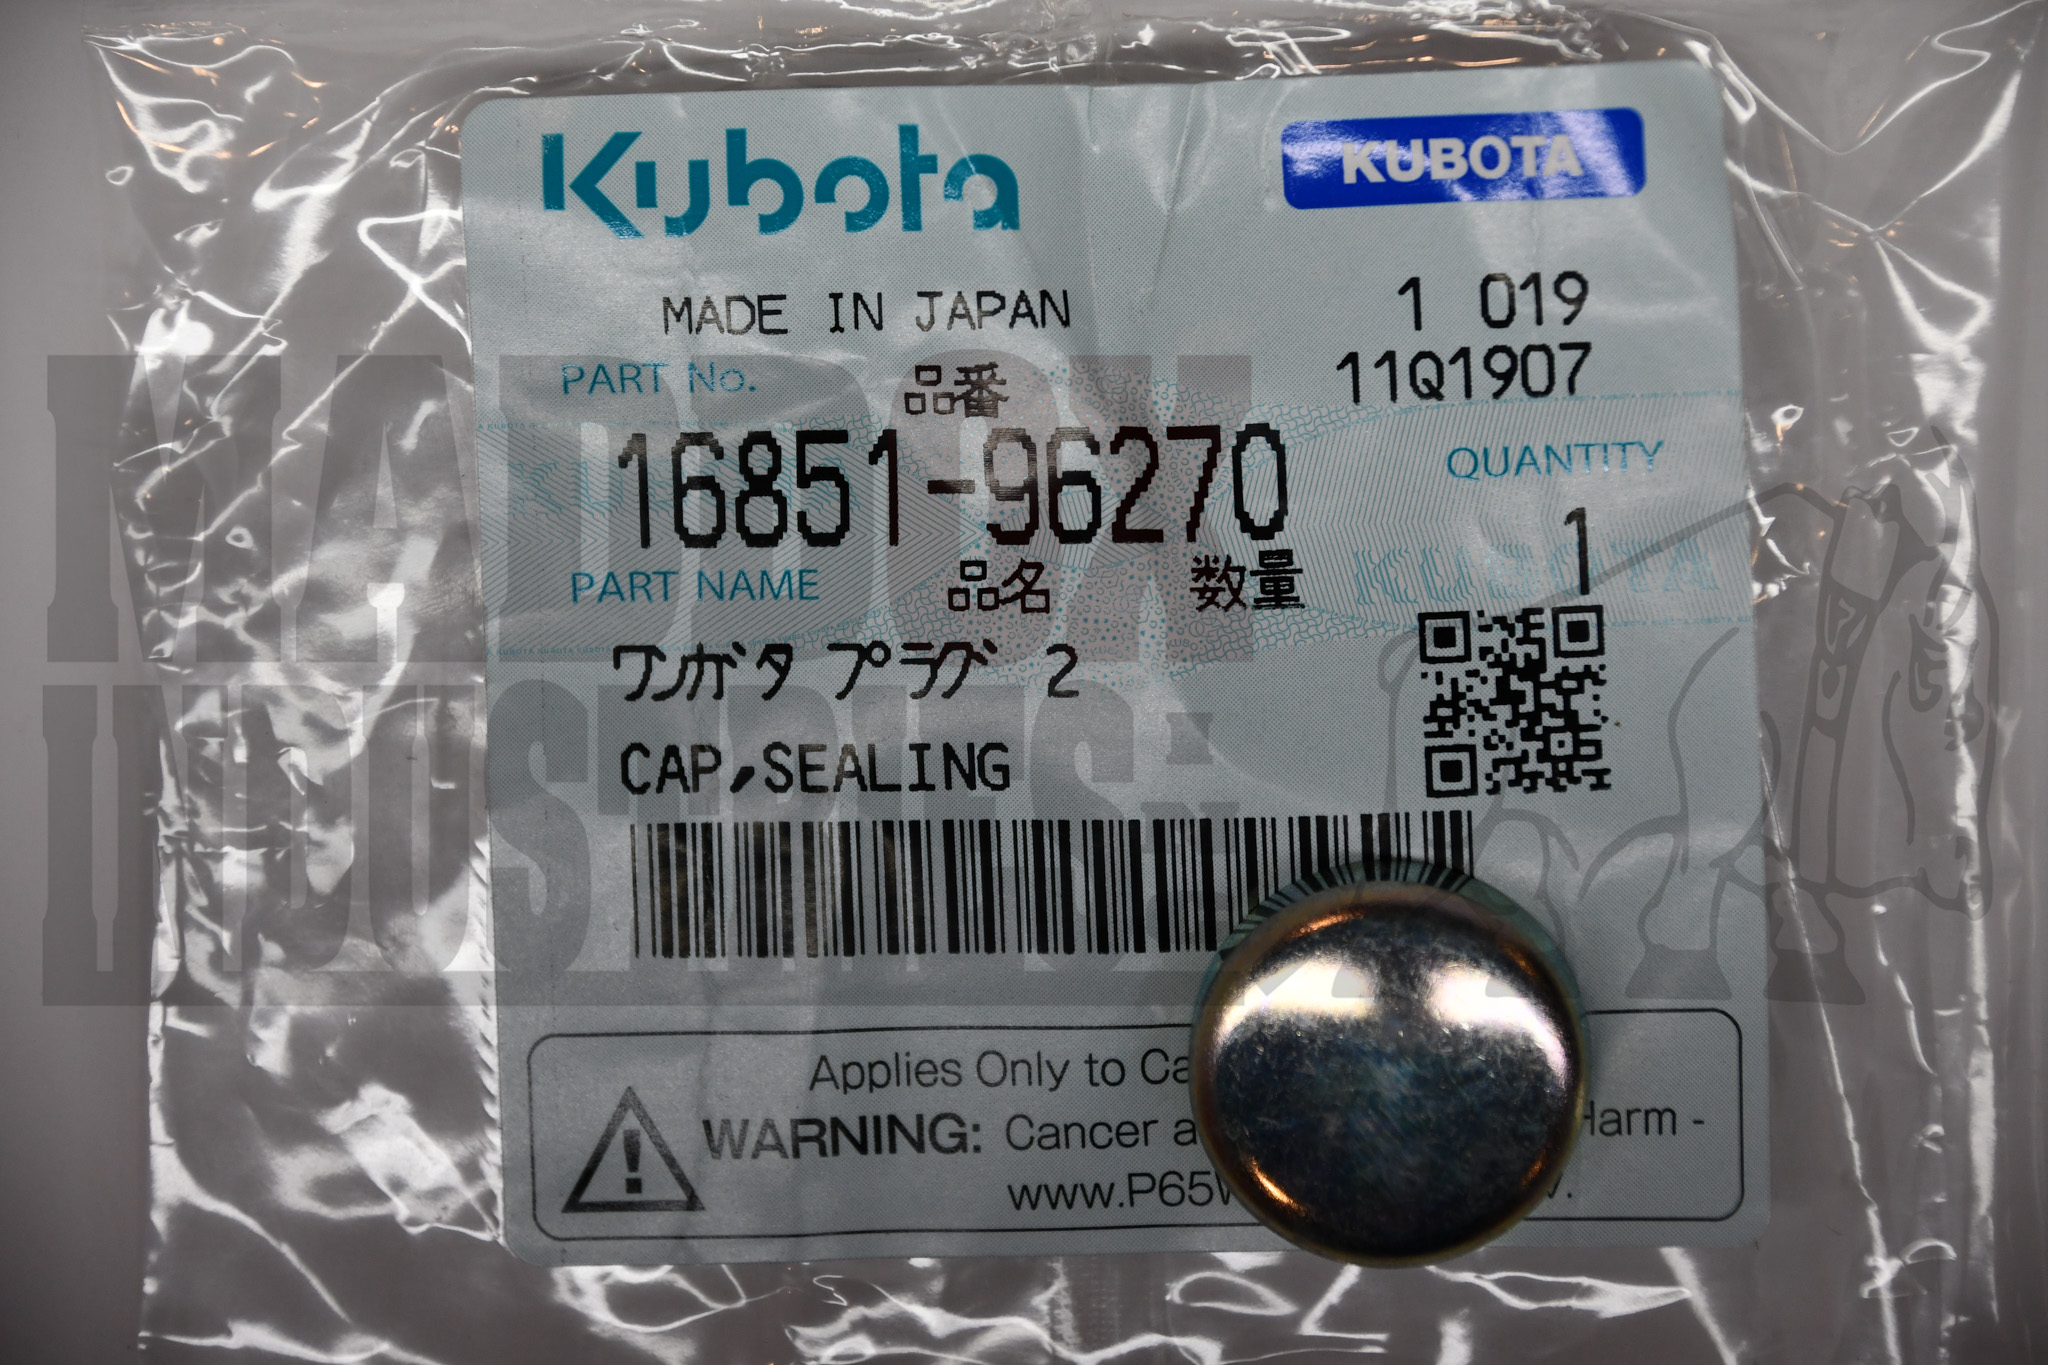 Kubota
KUBOTA
MADE IN JAPAN
1 019
11Q1907
PART No.
品番
16851-96270
QUANTITY
1
PART NAME
品名
数量
ワンガタ プラグ 2
CAP,SEALING
Applies Only to Ca
WARNING: Cancer a Harm -
www.P65W v.
MADDOX
INDUSTRIES